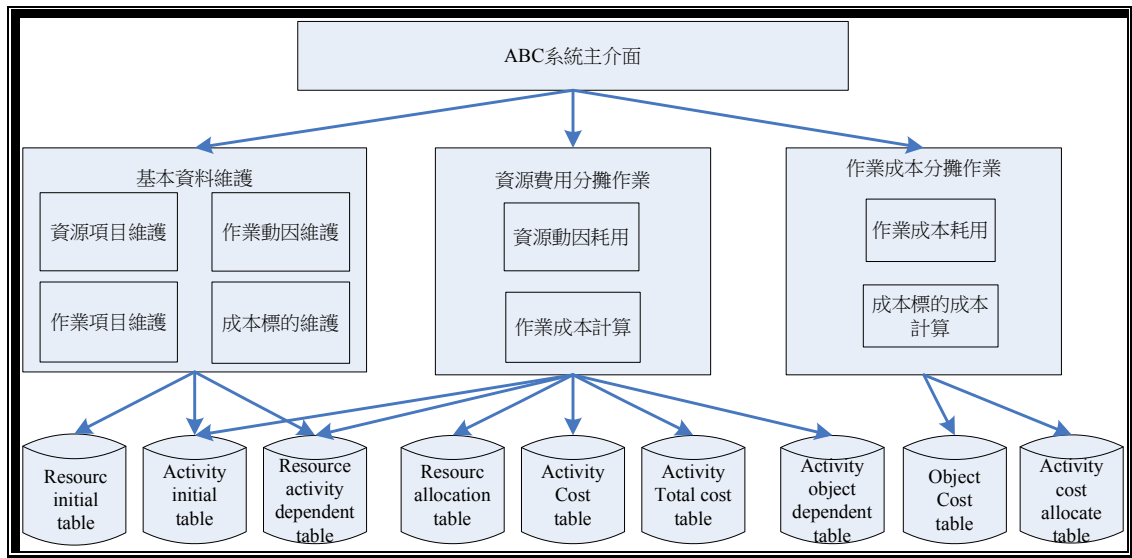 ABC系統主介面
基本資料維護
資源項目維護
作業動因維護
作業項目維護
成本標的維護
資源費用分攤作業
資源動因耗用
作業成本計算
作業成本分攤作業
作業成本耗用
成本標的成本
計算
Resourc
initial
table
Activity
initial
table
Resource
activity
dependent
table
Resourc
allocation
table
Activity
Cost
table
Activity
Total cost
table
Activity
object
dependent
table
Object
Cost
table
Activity
cost
allocate
table